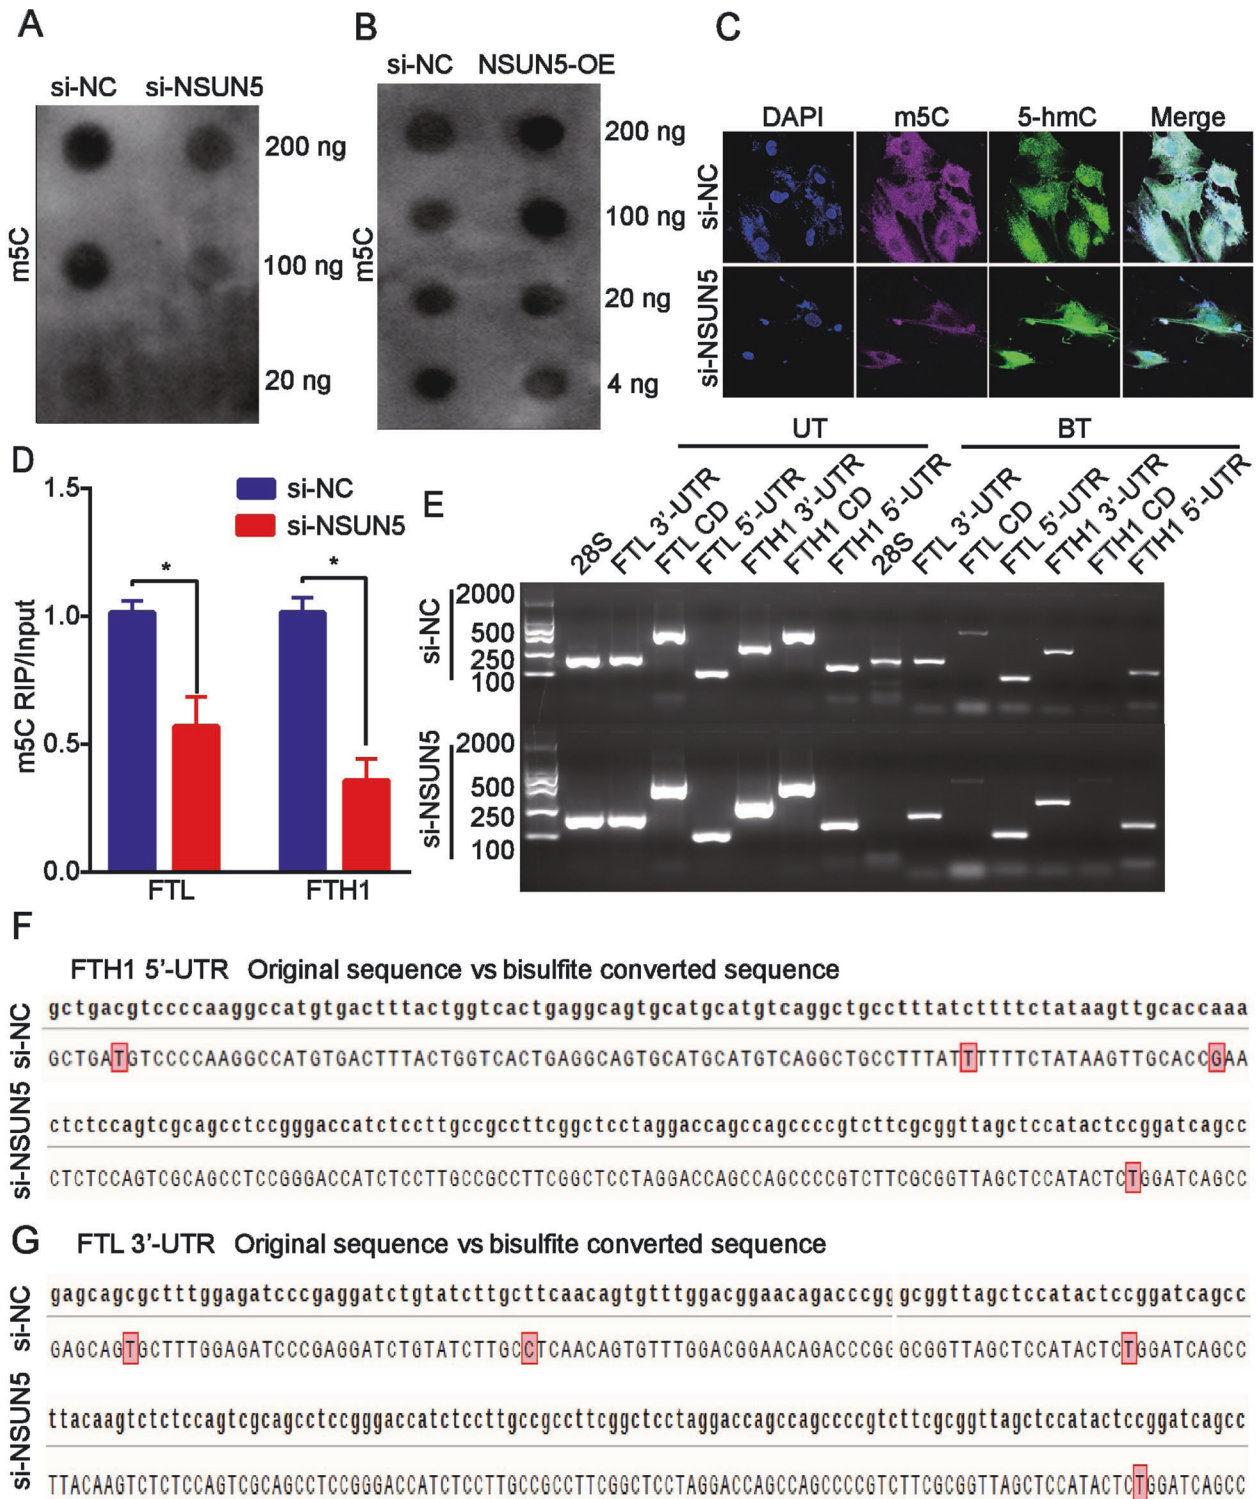 A
si-NC si-NSUN5
m5C
200 ng
100 ng
20 ng
B
si-NC NSUN5-OE
m5C
200 ng
100 ng
20 ng
4 ng
C
DAPI m5C 5-hmC Merge
si-NC
si-NSUN5
D
m5C RIP/Input
1.5
1.0
0.5
0.0
si-NC
si-NSUN5
*
*
FTL FTH1
E
UT BT
28S FTL 3'-UTR FTL CD FTL 5'-UTR FTH1 3'-UTR FTH1 CD FTH1 5'-UTR 28S FTL 3'-UTR FTL CD FTL 5'-UTR FTH1 3'-UTR FTH1 CD FTH1 5'-UTR
si-NC
2000
500
250
100
si-NSUN5
2000
500
250
100
F
FTH1 5'-UTR Original sequence vs bisulfite converted sequence
si-NC
gctgacgtccccaaggccatgtgactttactggtcactgaggcagtgcatgcatgtcaggctgcctttatcttttctataagttgcaccaaa
GCTGATGTCCCCAAGGCCATGTGACTTTACTGGTCACTGAGGCAGTGCATGCATGTCAGGCTGCCTTTATTTTTTCTATAAGTTGCACCGAA
si-NSUN5
ctctccagtcgcagcctccgggaccatctccttgccgccttcggctcctaggaccagccagccccgtcttcgcggttagctccatactccggatcagcc
CTCTCCAGTCGCAGCCTCCGGGACCATCTCCTTGCCGCCTTCGGCTCCTAGGACCAGCCAGCCCCGTCTTCGCGGTTAGCTCCATACTCTGGATCAGCC
G
FTL 3'-UTR Original sequence vs bisulfite converted sequence
si-NC
gagcagcgctttggagatcccgaggatctgtatcttgcttcaacagtgtttggacggaacagacccgg gcggttagctccatactccggatcagcc
GAGCAGTGCTTTGGAGATCCCGAGGATCTGTATCTTGCCTCAACAGTGTTTGGACGGAACAGACCCGG GCGGTTAGCTCCATACTCTGGATCAGCC
si-NSUN5
ttacaagtctctccagtcgcagcctccgggaccatctccttgccgccttcggctcctaggaccagccagccccgtcttcgcggttagctccatactccggatcagcc
TTACAAGTCTCTCCAGTCGCAGCCTCCGGGACCATCTCCTTGCCGCCTTCGGCTCCTAGGACCAGCCAGCCCCGTCTTCGCGGTTAGCTCCATACTCTGGATCAGCC